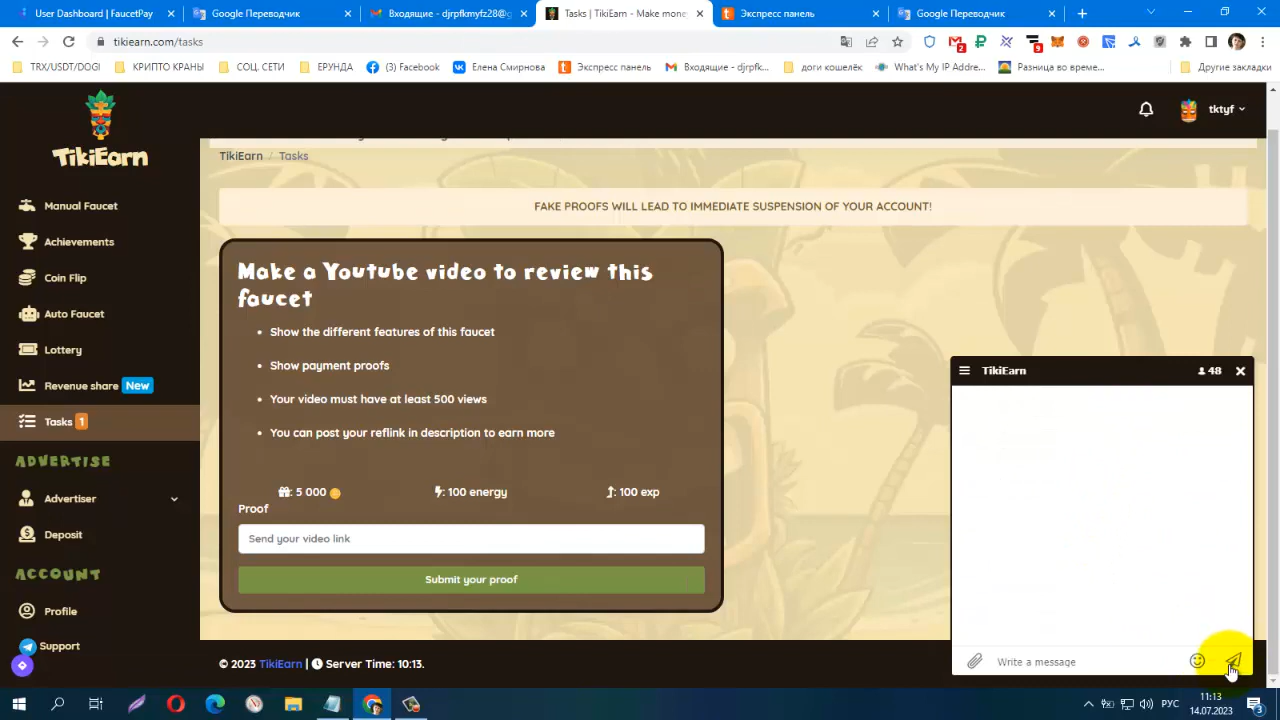 User Dashboard | FaucetPay
Google Переводчик
Входящие - djrpfkmyfz28@g
Tasks | TikiEarn - Make mone
Экспресс панель
Google Переводчик
tikiearn.com/tasks
2
9
TRX/USDT/DOGI
КРИПТО КРАНЫ
СОЦ. СЕТИ
ЕРУНДА
(3) Facebook
Елена Смирнова
Экспресс панель
Входящие - djrpfk...
доги кошелёк
What's My IP Addre...
Разница во време...
Другие закладки
TikiEarn
tktyf
TikiEarn / Tasks
FAKE PROOFS WILL LEAD TO IMMEDIATE SUSPENSION OF YOUR ACCOUNT!
Manual Faucet
Achievements
Coin Flip
Auto Faucet
Lottery
Revenue share New
Tasks 1
ADVERTISE
Advertiser
Deposit
ACCOUNT
Profile
Support
Make a Youtube video to review this
faucet
Show the different features of this faucet
Show payment proofs
Your video must have at least 500 views
You can post your reflink in description to earn more
: 5 000
: 100 energy
: 100 exp
Proof
Send your video link
Submit your proof
TikiEarn
48
Write a message
© 2023 TikiEarn | Server Time: 10:13.
РУС
11:13
14.07.2023
3